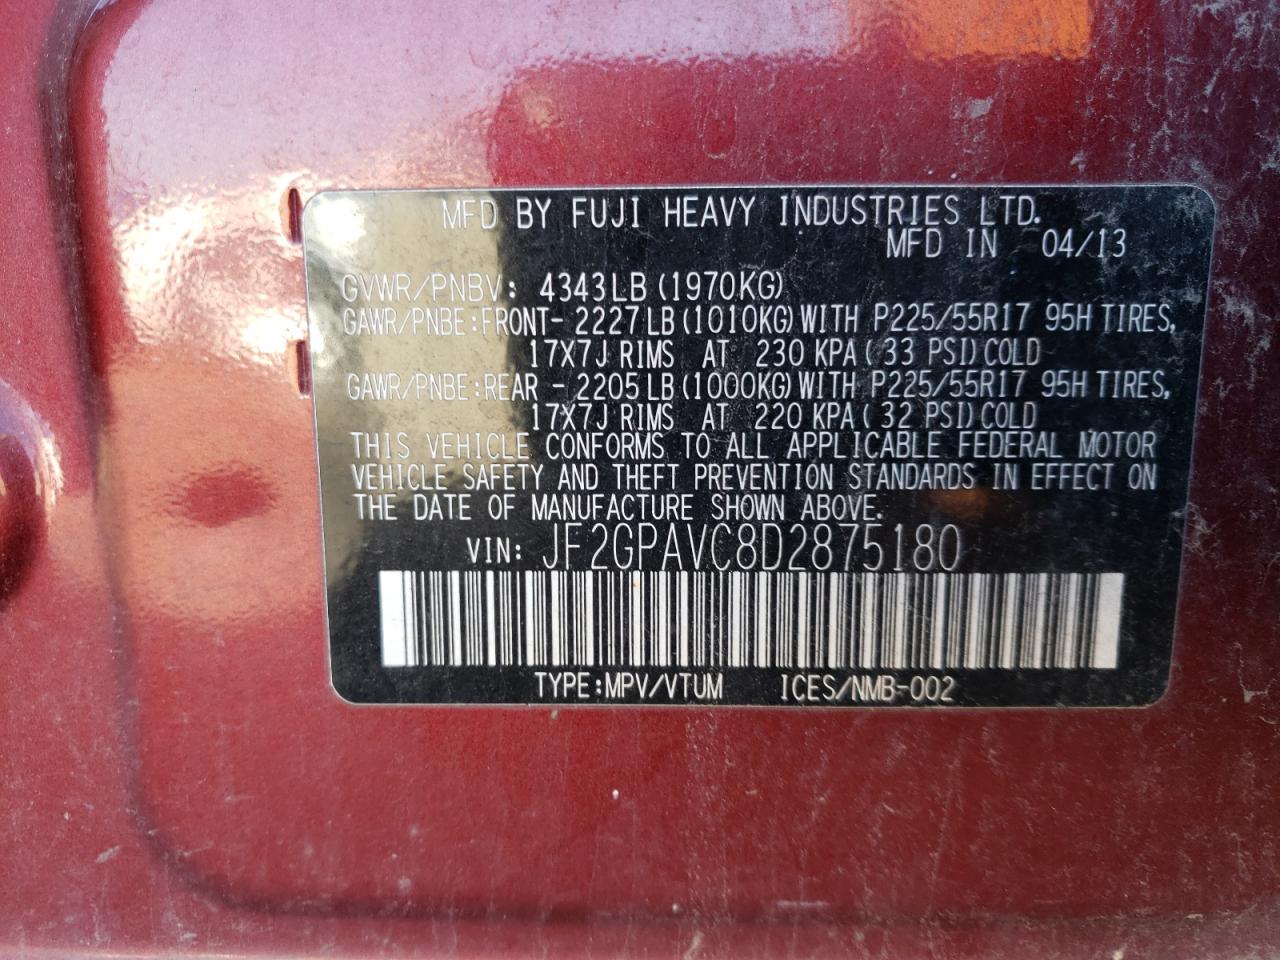 MFD BY FUJI HEAVY INDUSTRIES LTD.
MFD IN 04/13
GVWR/PNBV: 4343LB (1970KG)
GAWR/PNBE:FRONT- 2227LB (1010KG) WITH P225/55R17 95H TIRES,
17X7J RIMS AT 230 KPA ( 33 PSI) COLD
GAWR/PNBE:REAR - 2205LB (1000KG) WITH P225/55R17 95H TIRES,
17X7J RIMS AT 220 KPA ( 32 PSI) COLD
THIS VEHICLE CONFORMS TO ALL APPLICABLE FEDERAL MOTOR
VEHICLE SAFETY AND THEFT PREVENTION STANDARDS IN EFFECT ON
THE DATE OF MANUFACTURE SHOWN ABOVE.
VIN: JF2GPAVC8D2875180
TYPE:MPV/VTUM ICES/NMB-002